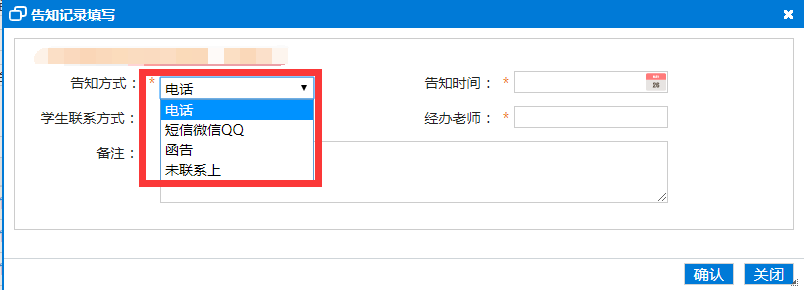 告知记录填写
告知方式： * 电话 告知时间： *
电话
学生联系方式： 经办老师： *
短信微信QQ
函告
备注：
未联系上
确认 关闭